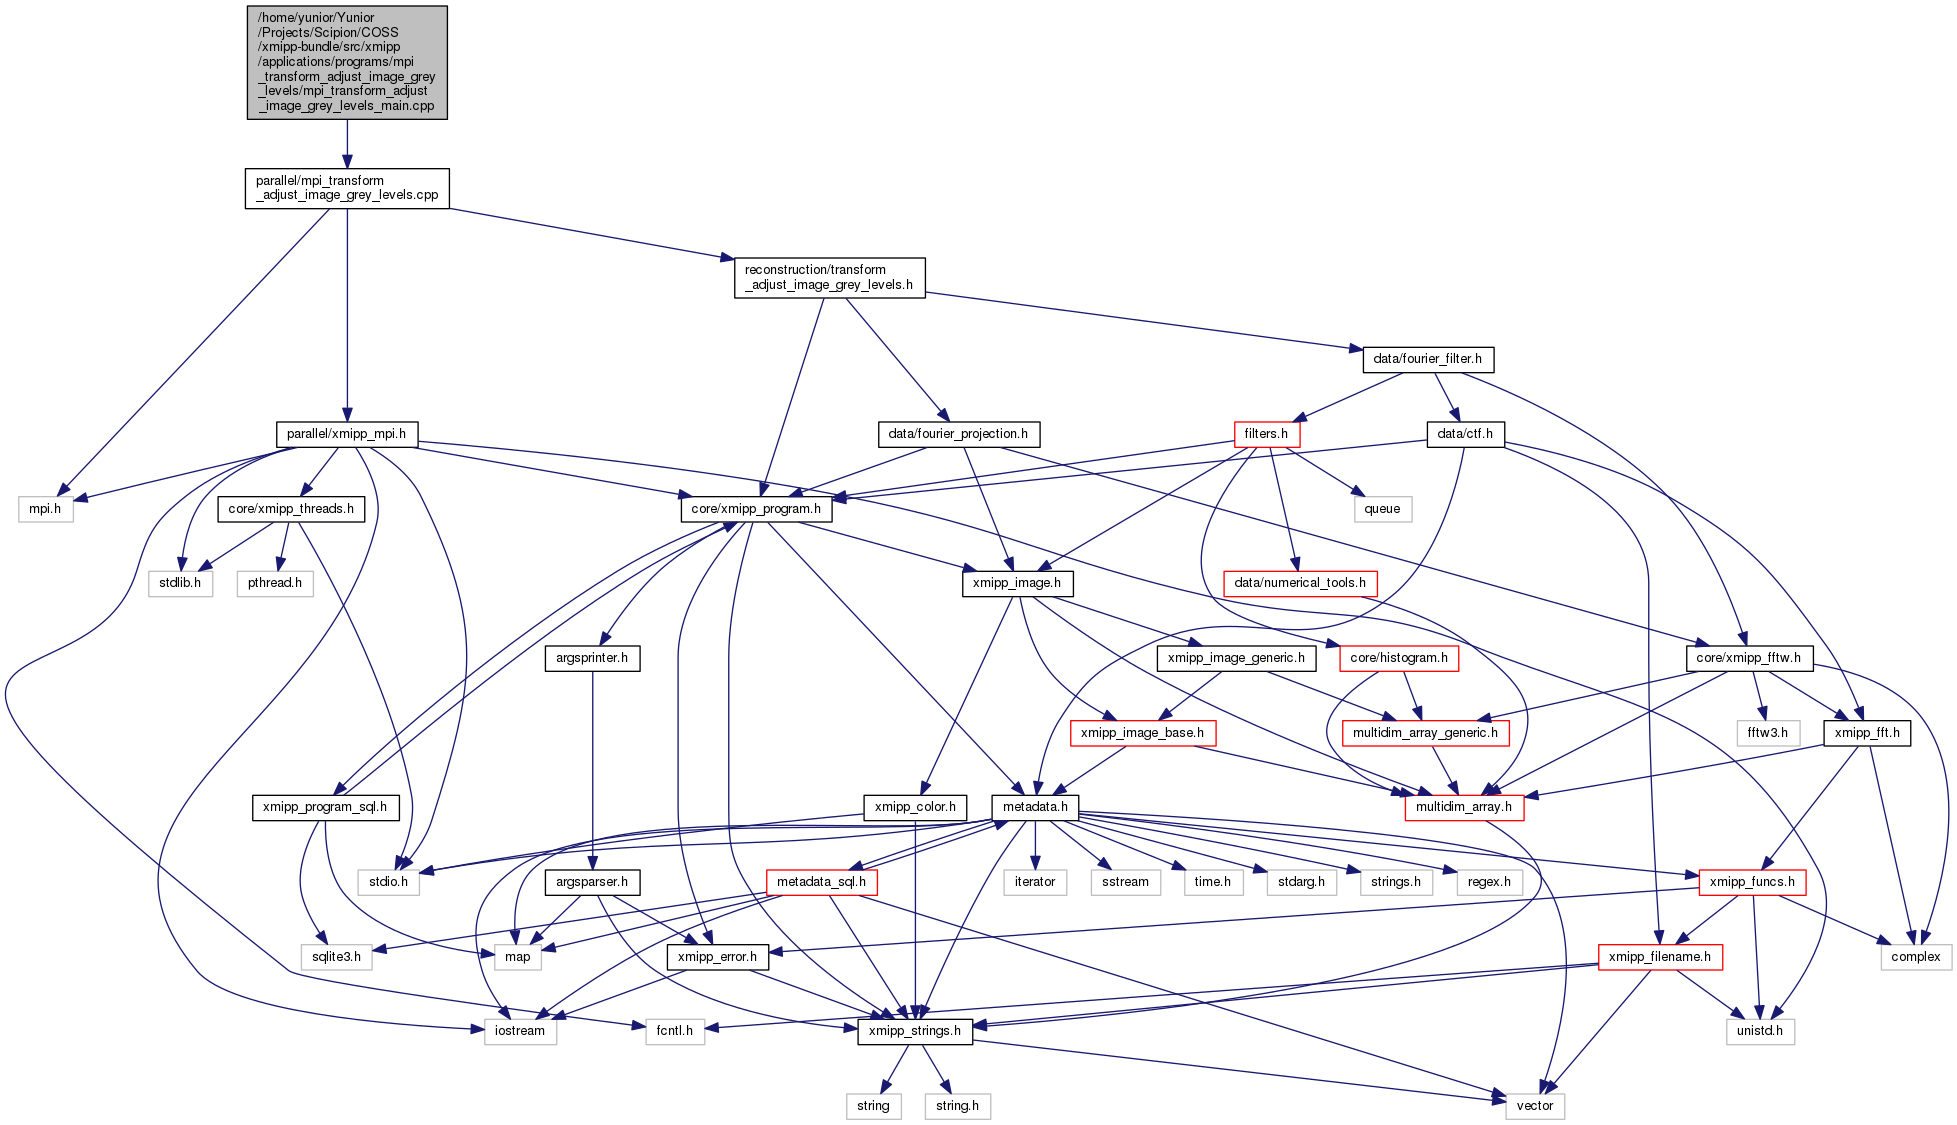 /home/yunior/Yunior
/Projects/Scipion/COSS
/xmipp-bundle/src/xmipp
/applications/programs/mpi
_transform_adjust_image_grey
_levels/mpi_transform_adjust
_image_grey_levels_main.cpp
parallel/mpi_transform
_adjust_image_grey_levels.cpp
reconstruction/transform
_adjust_image_grey_levels.h
data/fourier_filter.h
parallel/xmipp_mpi.h
data/fourier_projection.h
filters.h
data/ctf.h
mpi.h
core/xmipp_threads.h
core/xmipp_program.h
queue
stdlib.h
pthread.h
xmipp_image.h
data/numerical_tools.h
argsprinter.h
xmipp_image_generic.h
core/histogram.h
core/xmipp_fftw.h
xmipp_image_base.h
multidim_array_generic.h
fftw3.h
xmipp_fft.h
xmipp_program_sql.h
xmipp_color.h
metadata.h
multidim_array.h
stdio.h
argsparser.h
metadata_sql.h
iterator
sstream
time.h
stdarg.h
strings.h
regex.h
xmipp_funcs.h
sqlite3.h
map
xmipp_error.h
xmipp_filename.h
complex
iostream
fcntl.h
xmipp_strings.h
unistd.h
string
string.h
vector